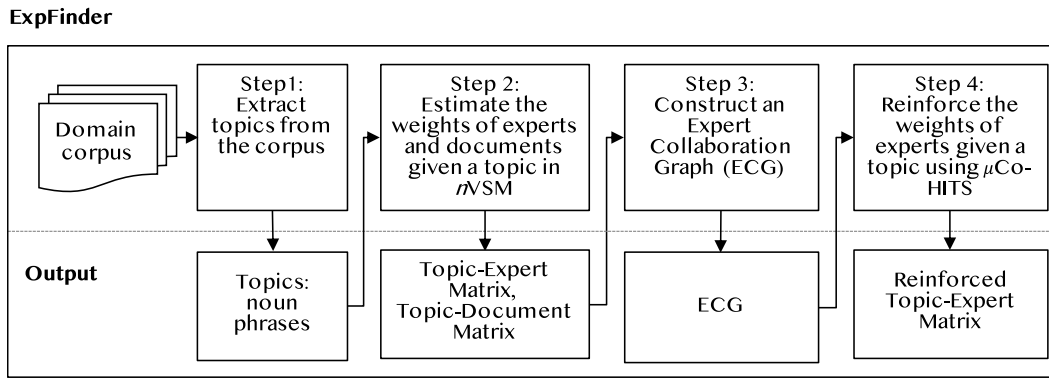 ExpFinder
Domain
corpus
Step1:
Extract
topics from
the corpus
Step 2:
Estimate the
weights of experts
and documents
given a topic in
nVSM
Step 3:
Construct an
Expert
Collaboration
Graph (ECG)
Step 4:
Reinforce the
weights of
experts given a
topic using μCo-
HITS
Output
Topics:
noun
phrases
Topic-Expert
Matrix,
Topic-Document
Matrix
ECG
Reinforced
Topic-Expert
Matrix